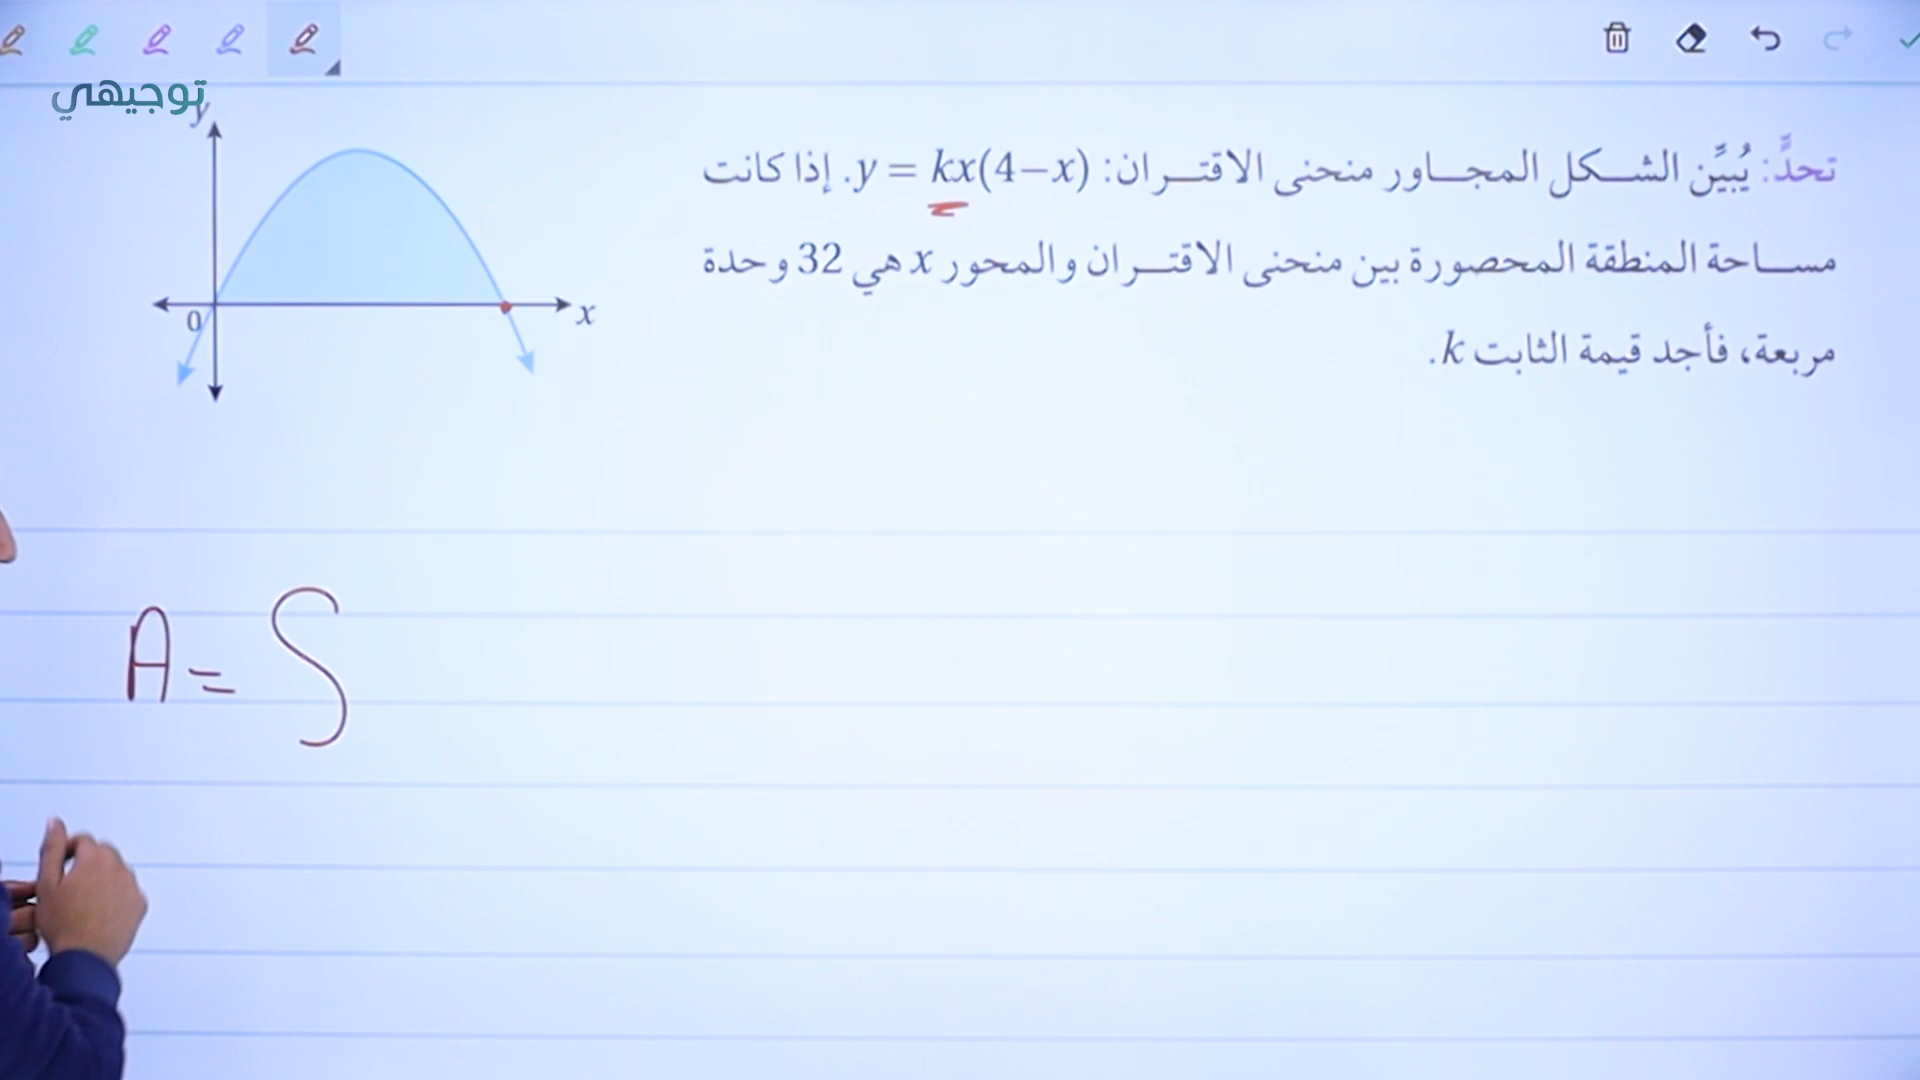 توجيهي
y
0
x
تحدٍّ: يُبيِّن الشكل المجاور منحنى الاقتران: y = kx(4−x). إذا كانت
مساحة المنطقة المحصورة بين منحنى الاقتران والمحور x هي 32 وحدة
مربعة، فأجد قيمة الثابت k.
A = ∫